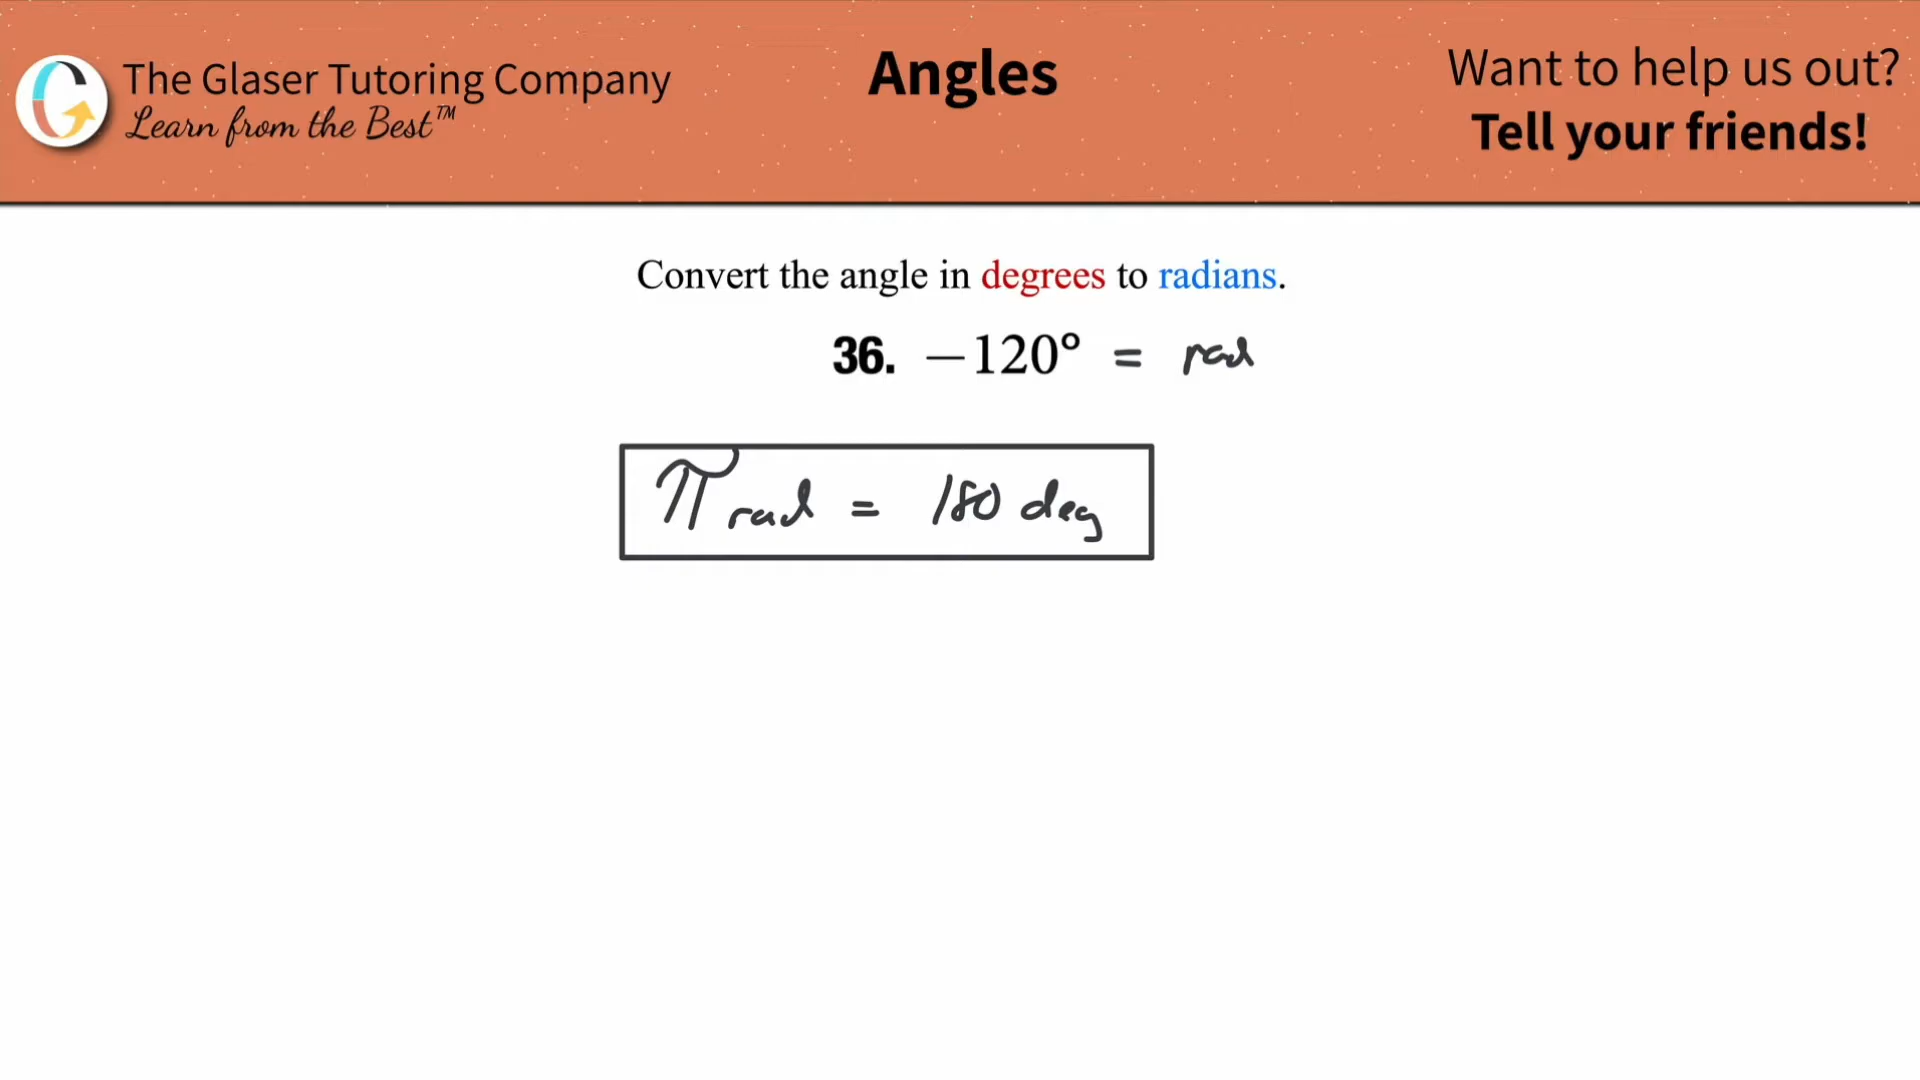 The Glaser Tutoring Company
Learn from the Best™
Angles
Want to help us out?
Tell your friends!
Convert the angle in degrees to radians.
36. −120° = rad
π rad = 180 deg